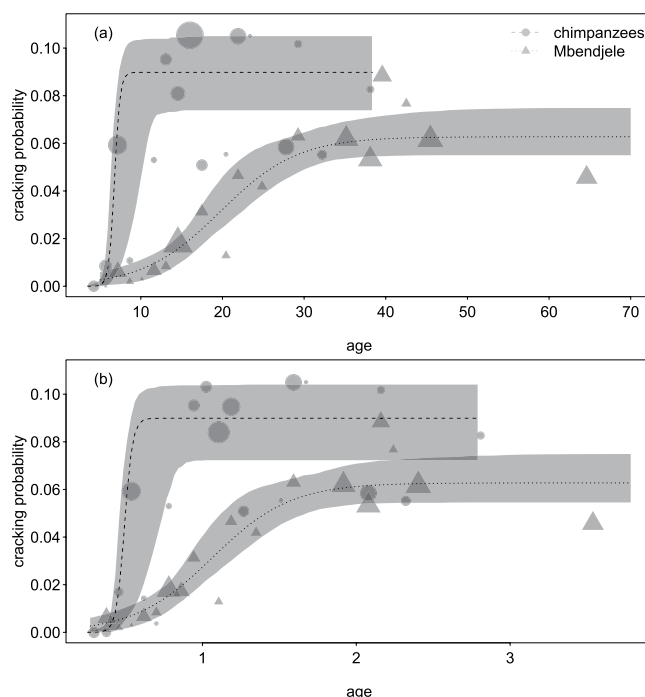 (a)
chimpanzees
Mbendjele
0.10
0.08
0.06
0.04
0.02
0.00
cracking probability
10 20 30 40 50 60 70
age
(b)
0.10
0.08
0.06
0.04
0.02
0.00
cracking probability
1 2 3
age